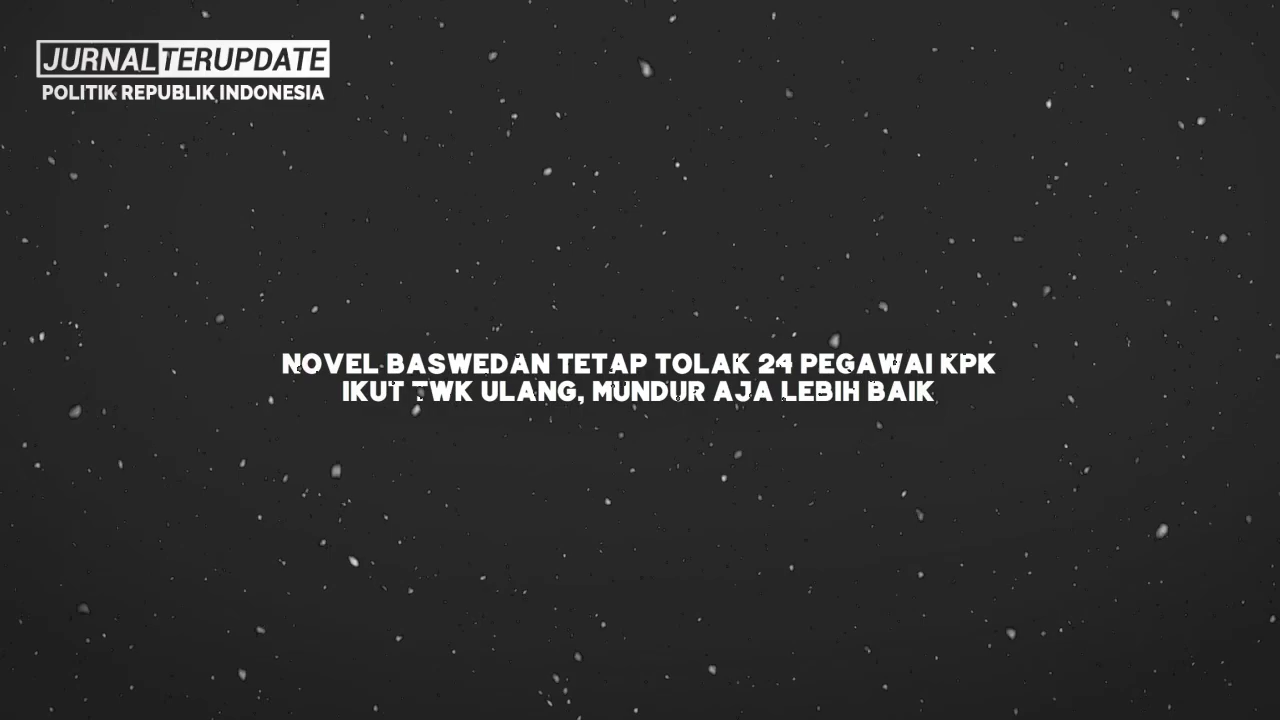 JURNALTERUPDATE
POLITIK REPUBLIK INDONESIA
NOVEL BASWEDAN TETAP TOLAK 24 PEGAWAI KPK
IKUT TWK ULANG, MUNDUR AJA LEBIH BAIK